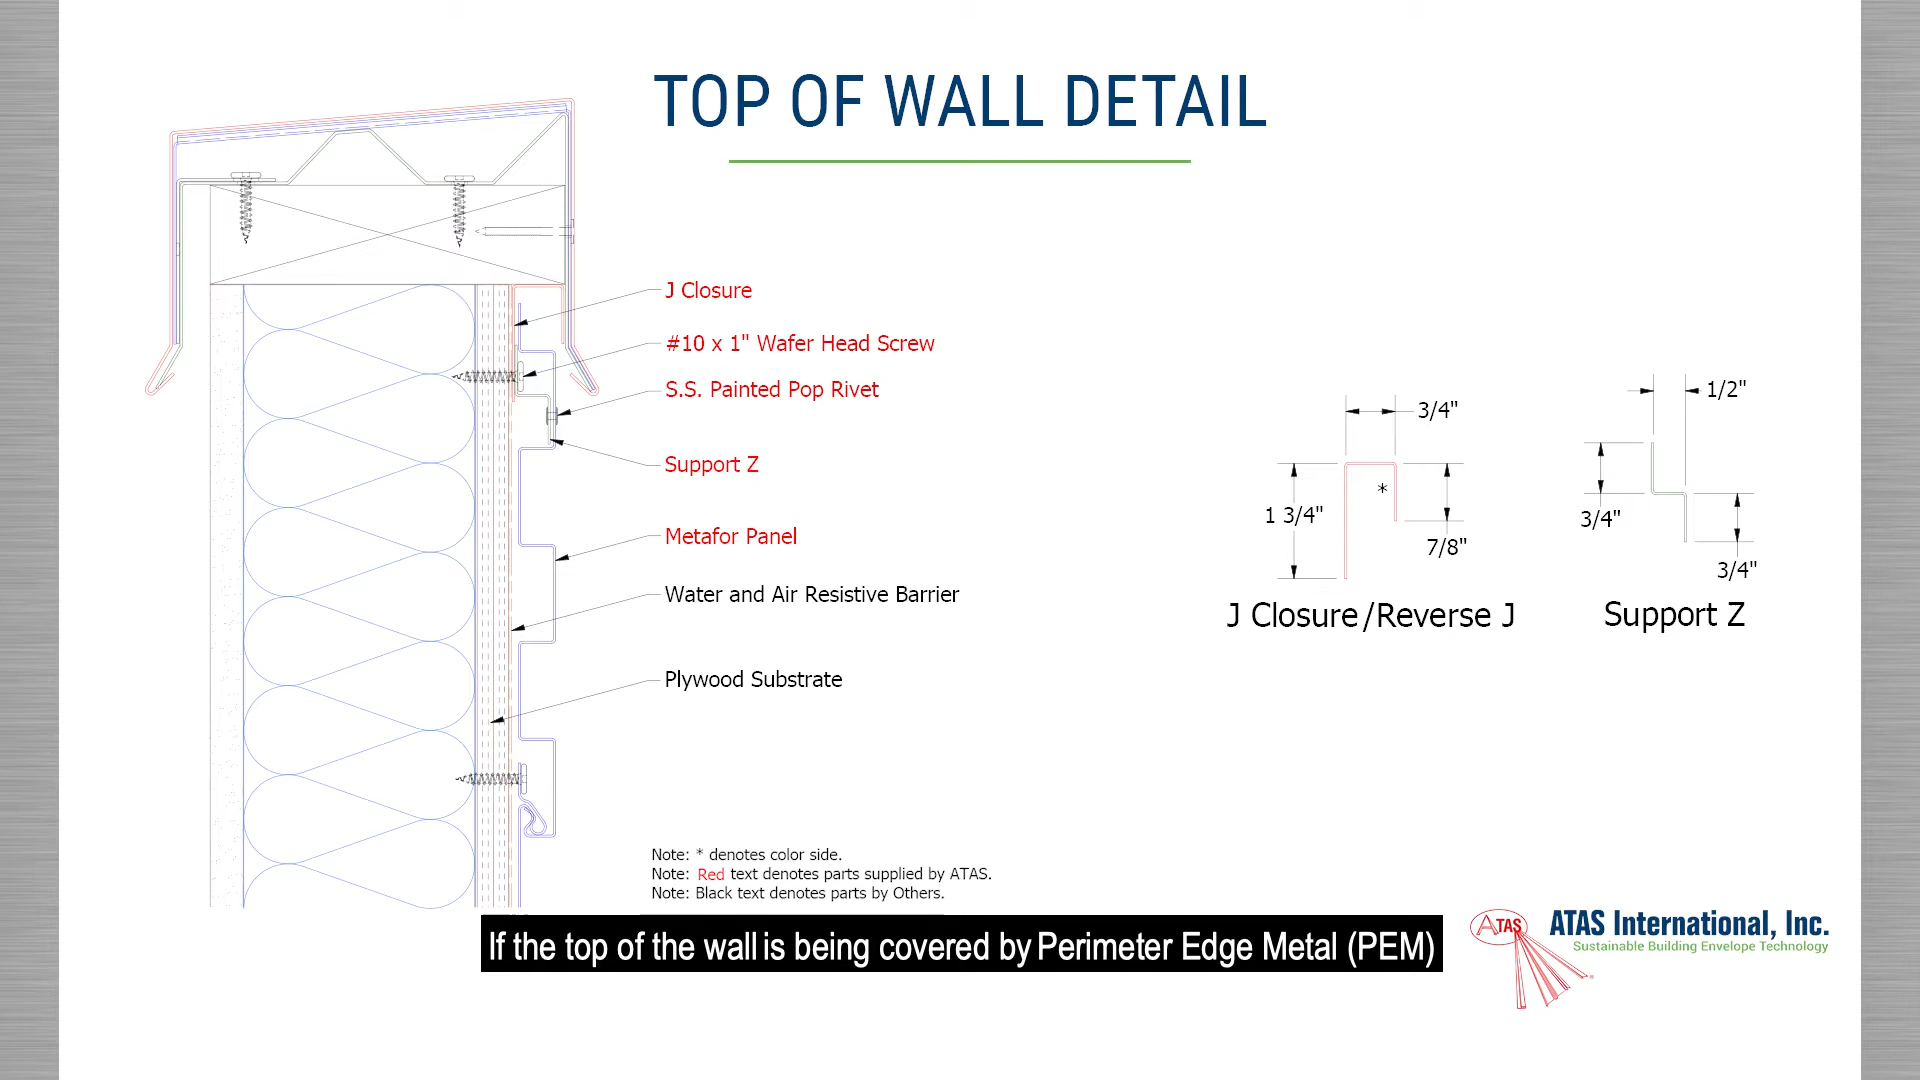 TOP OF WALL DETAIL
J Closure
#10 x 1" Wafer Head Screw
S.S. Painted Pop Rivet
Support Z
Metafor Panel
Water and Air Resistive Barrier
Plywood Substrate
3/4"
1 3/4"
*
7/8"
J Closure/Reverse J
1/2"
3/4"
3/4"
Support Z
Note: * denotes color side.
Note: Red text denotes parts supplied by ATAS.
Note: Black text denotes parts by Others.
If the top of the wall is being covered by Perimeter Edge Metal (PEM)
ATAS
ATAS International, Inc.
Sustainable Building Envelope Technology